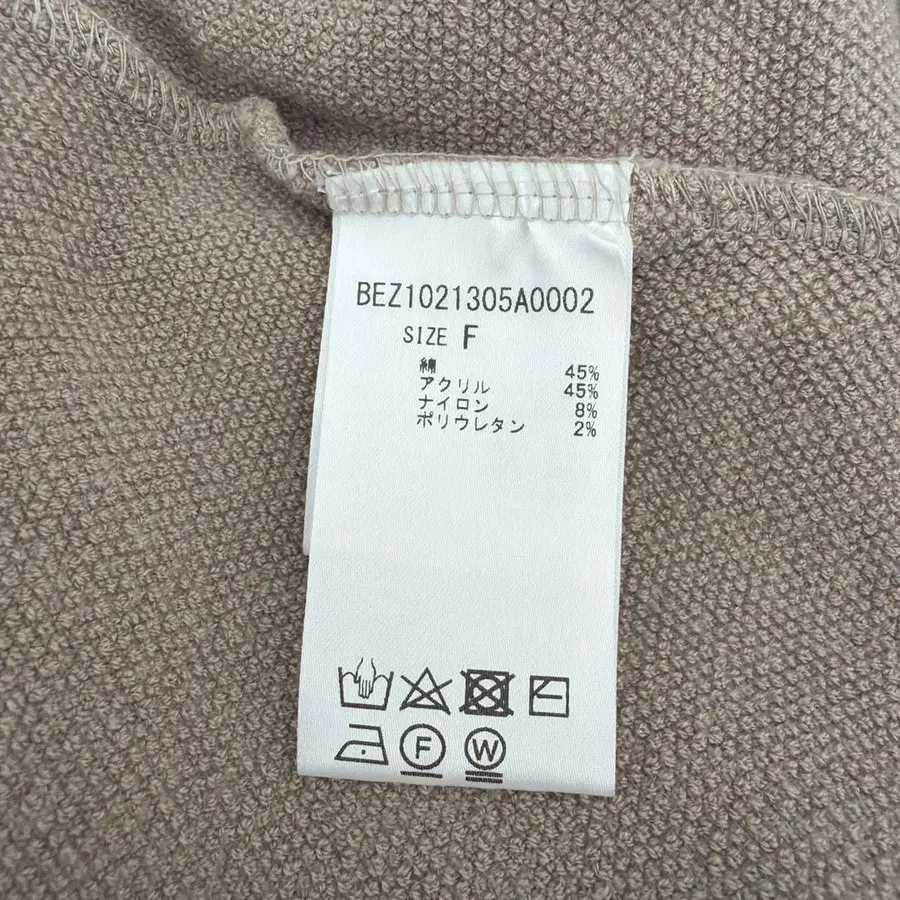 BEZ1021305A0002
SIZE F
綿 45%
アクリル 45%
ナイロン 8%
ポリウレタン 2%
F W